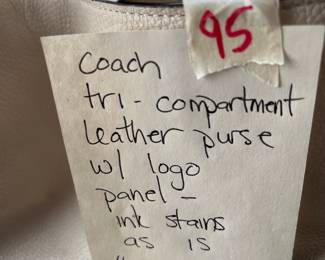 95
Coach
tri-compartment
leather purse
w/ logo
panel -
ink stains
as is